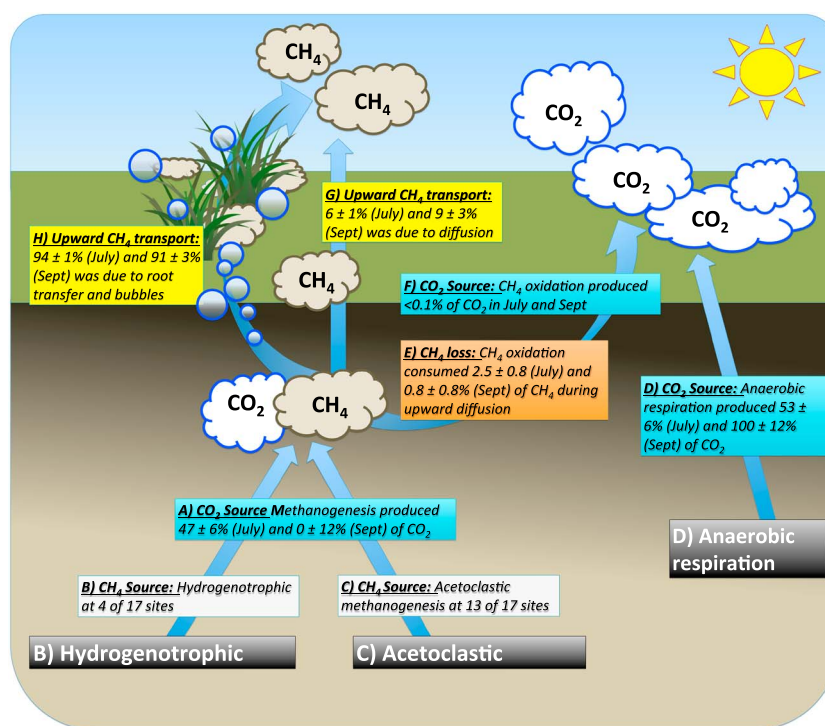 CH₄
CH₄
CO₂
CO₂
CO₂
G) Upward CH₄ transport:
6 ± 1% (July) and 9 ± 3%
(Sept) was due to diffusion
H) Upward CH₄ transport:
94 ± 1% (July) and 91 ± 3%
(Sept) was due to root
transfer and bubbles
CH₄
F) CO₂ Source: CH₄ oxidation produced
<0.1% of CO₂ in July and Sept
E) CH₄ loss: CH₄ oxidation
consumed 2.5 ± 0.8 (July) and
0.8 ± 0.8% (Sept) of CH₄ during
upward diffusion
CO₂
CH₄
D) CO₂ Source: Anaerobic
respiration produced 53 ±
6% (July) and 100 ± 12%
(Sept) of CO₂
A) CO₂ Source Methanogenesis produced
47 ± 6% (July) and 0 ± 12% (Sept) of CO₂
D) Anaerobic
respiration
B) CH₄ Source: Hydrogenotrophic
at 4 of 17 sites
C) CH₄ Source: Acetoclastic
methanogenesis at 13 of 17 sites
B) Hydrogenotrophic
C) Acetoclastic